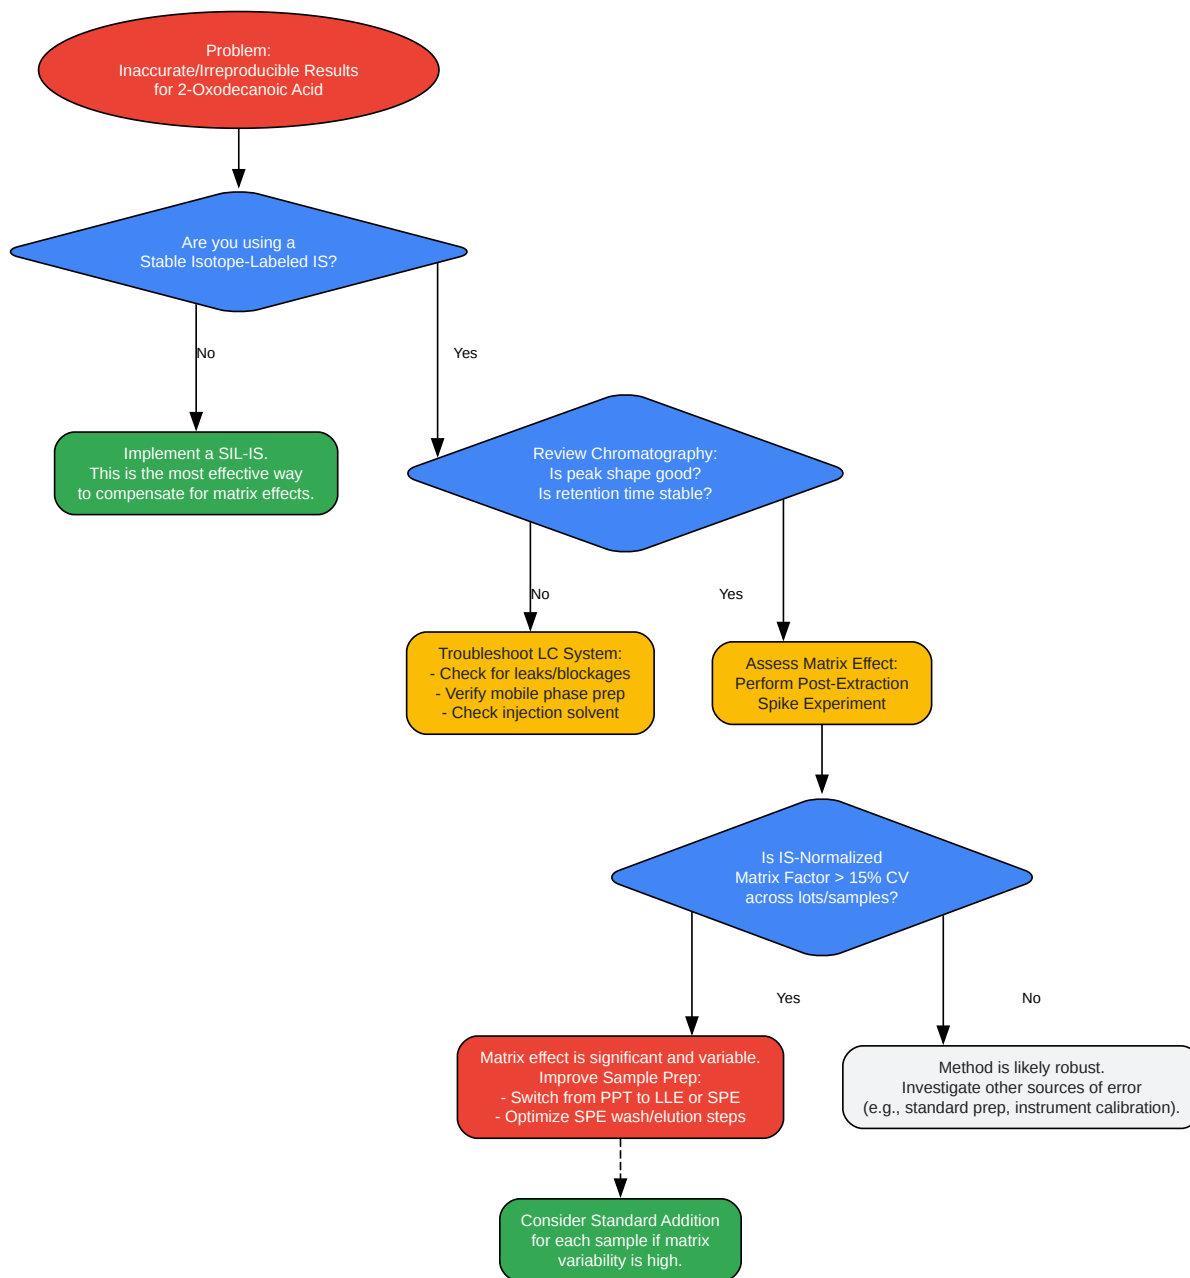 Problem:
Inaccurate/Irreproducible Results
for 2-Oxodecanoic Acid
Are you using a
Stable Isotope-Labeled IS?
No
Yes
Implement a SIL-IS.
This is the most effective way
to compensate for matrix effects.
Review Chromatography:
Is peak shape good?
Is retention time stable?
No
Yes
Troubleshoot LC System:
- Check for leaks/blockages
- Verify mobile phase prep
- Check injection solvent
Assess Matrix Effect:
Perform Post-Extraction
Spike Experiment
Is IS-Normalized
Matrix Factor > 15% CV
across lots/samples?
Yes
No
Matrix effect is significant and variable.
Improve Sample Prep:
- Switch from PPT to LLE or SPE
- Optimize SPE wash/elution steps
Method is likely robust.
Investigate other sources of error
(e.g., standard prep, instrument calibration).
Consider Standard Addition
for each sample if matrix
variability is high.